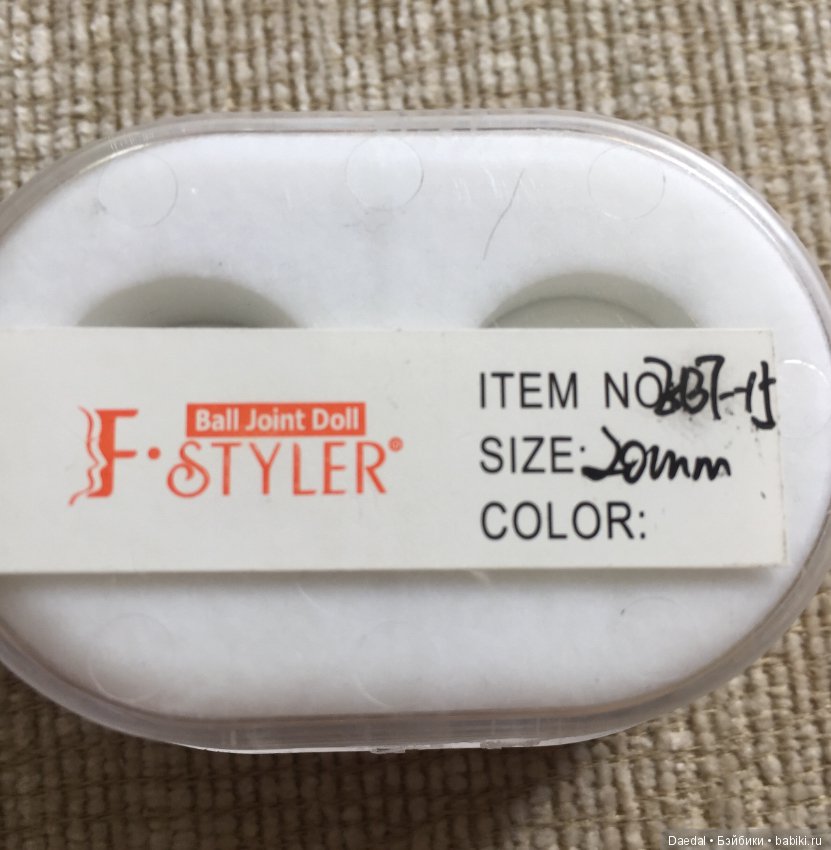 Ball Joint Doll
F·STYLER®
ITEM NO
SIZE: 20mm
COLOR:
Daedal • Бэйбики • babiki.ru